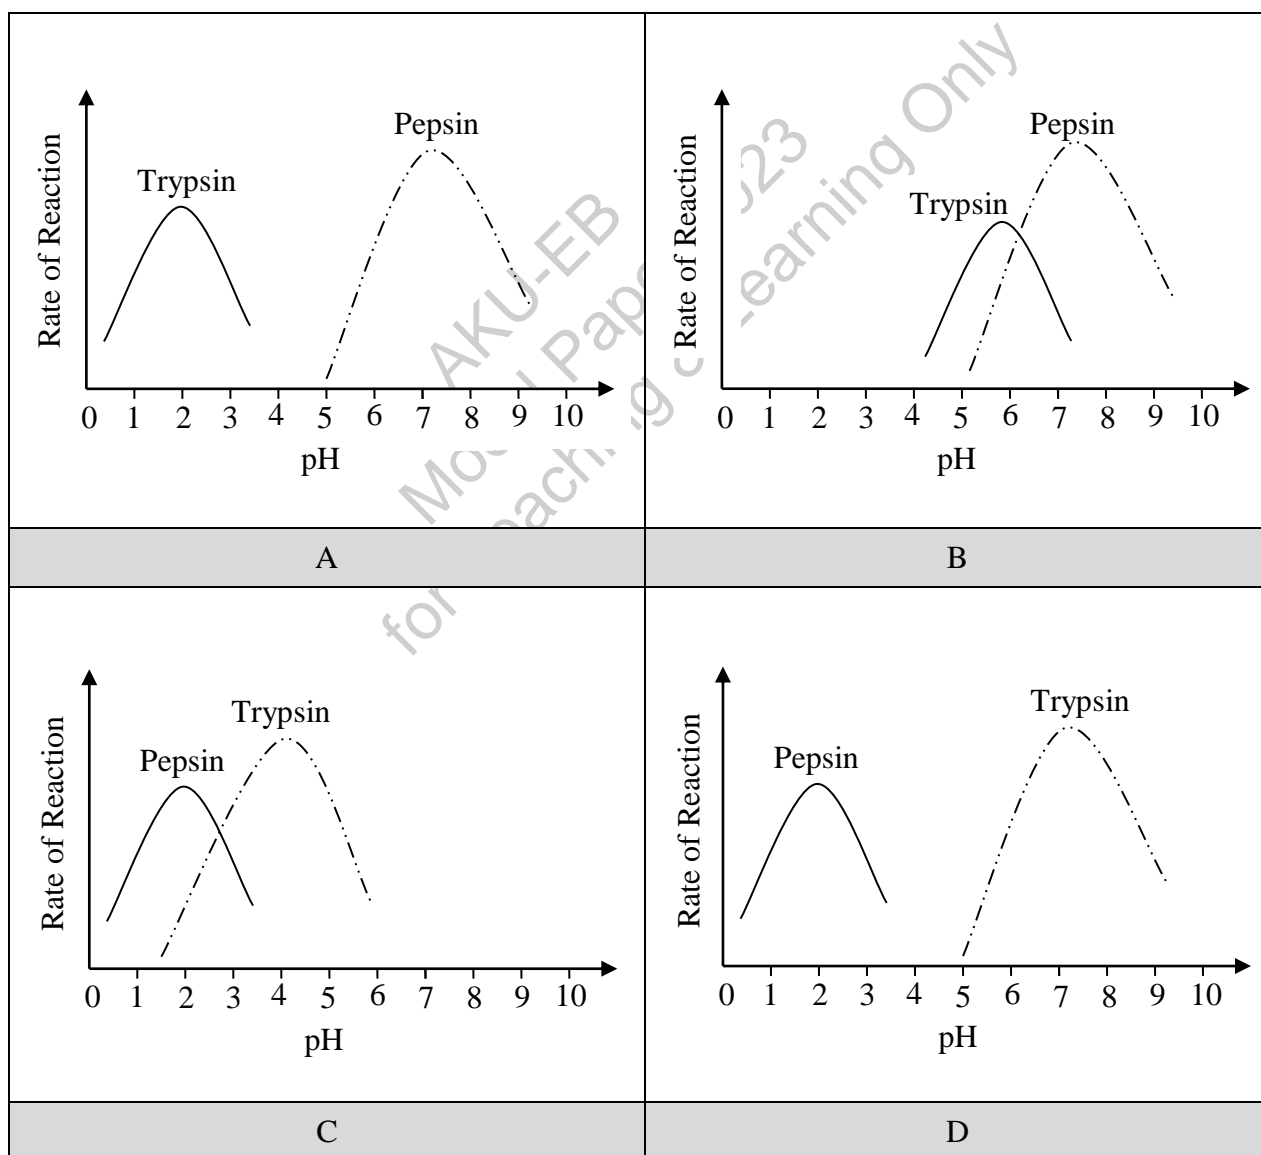 Rate of Reaction
Trypsin
Pepsin
0 1 2 3 4 5 6 7 8 9 10
pH
Rate of Reaction
Trypsin
Pepsin
0 1 2 3 4 5 6 7 8 9 10
pH
A
B
Rate of Reaction
Pepsin
Trypsin
0 1 2 3 4 5 6 7 8 9 10
pH
Rate of Reaction
Pepsin
Trypsin
0 1 2 3 4 5 6 7 8 9 10
pH
C
D
AKU-EB